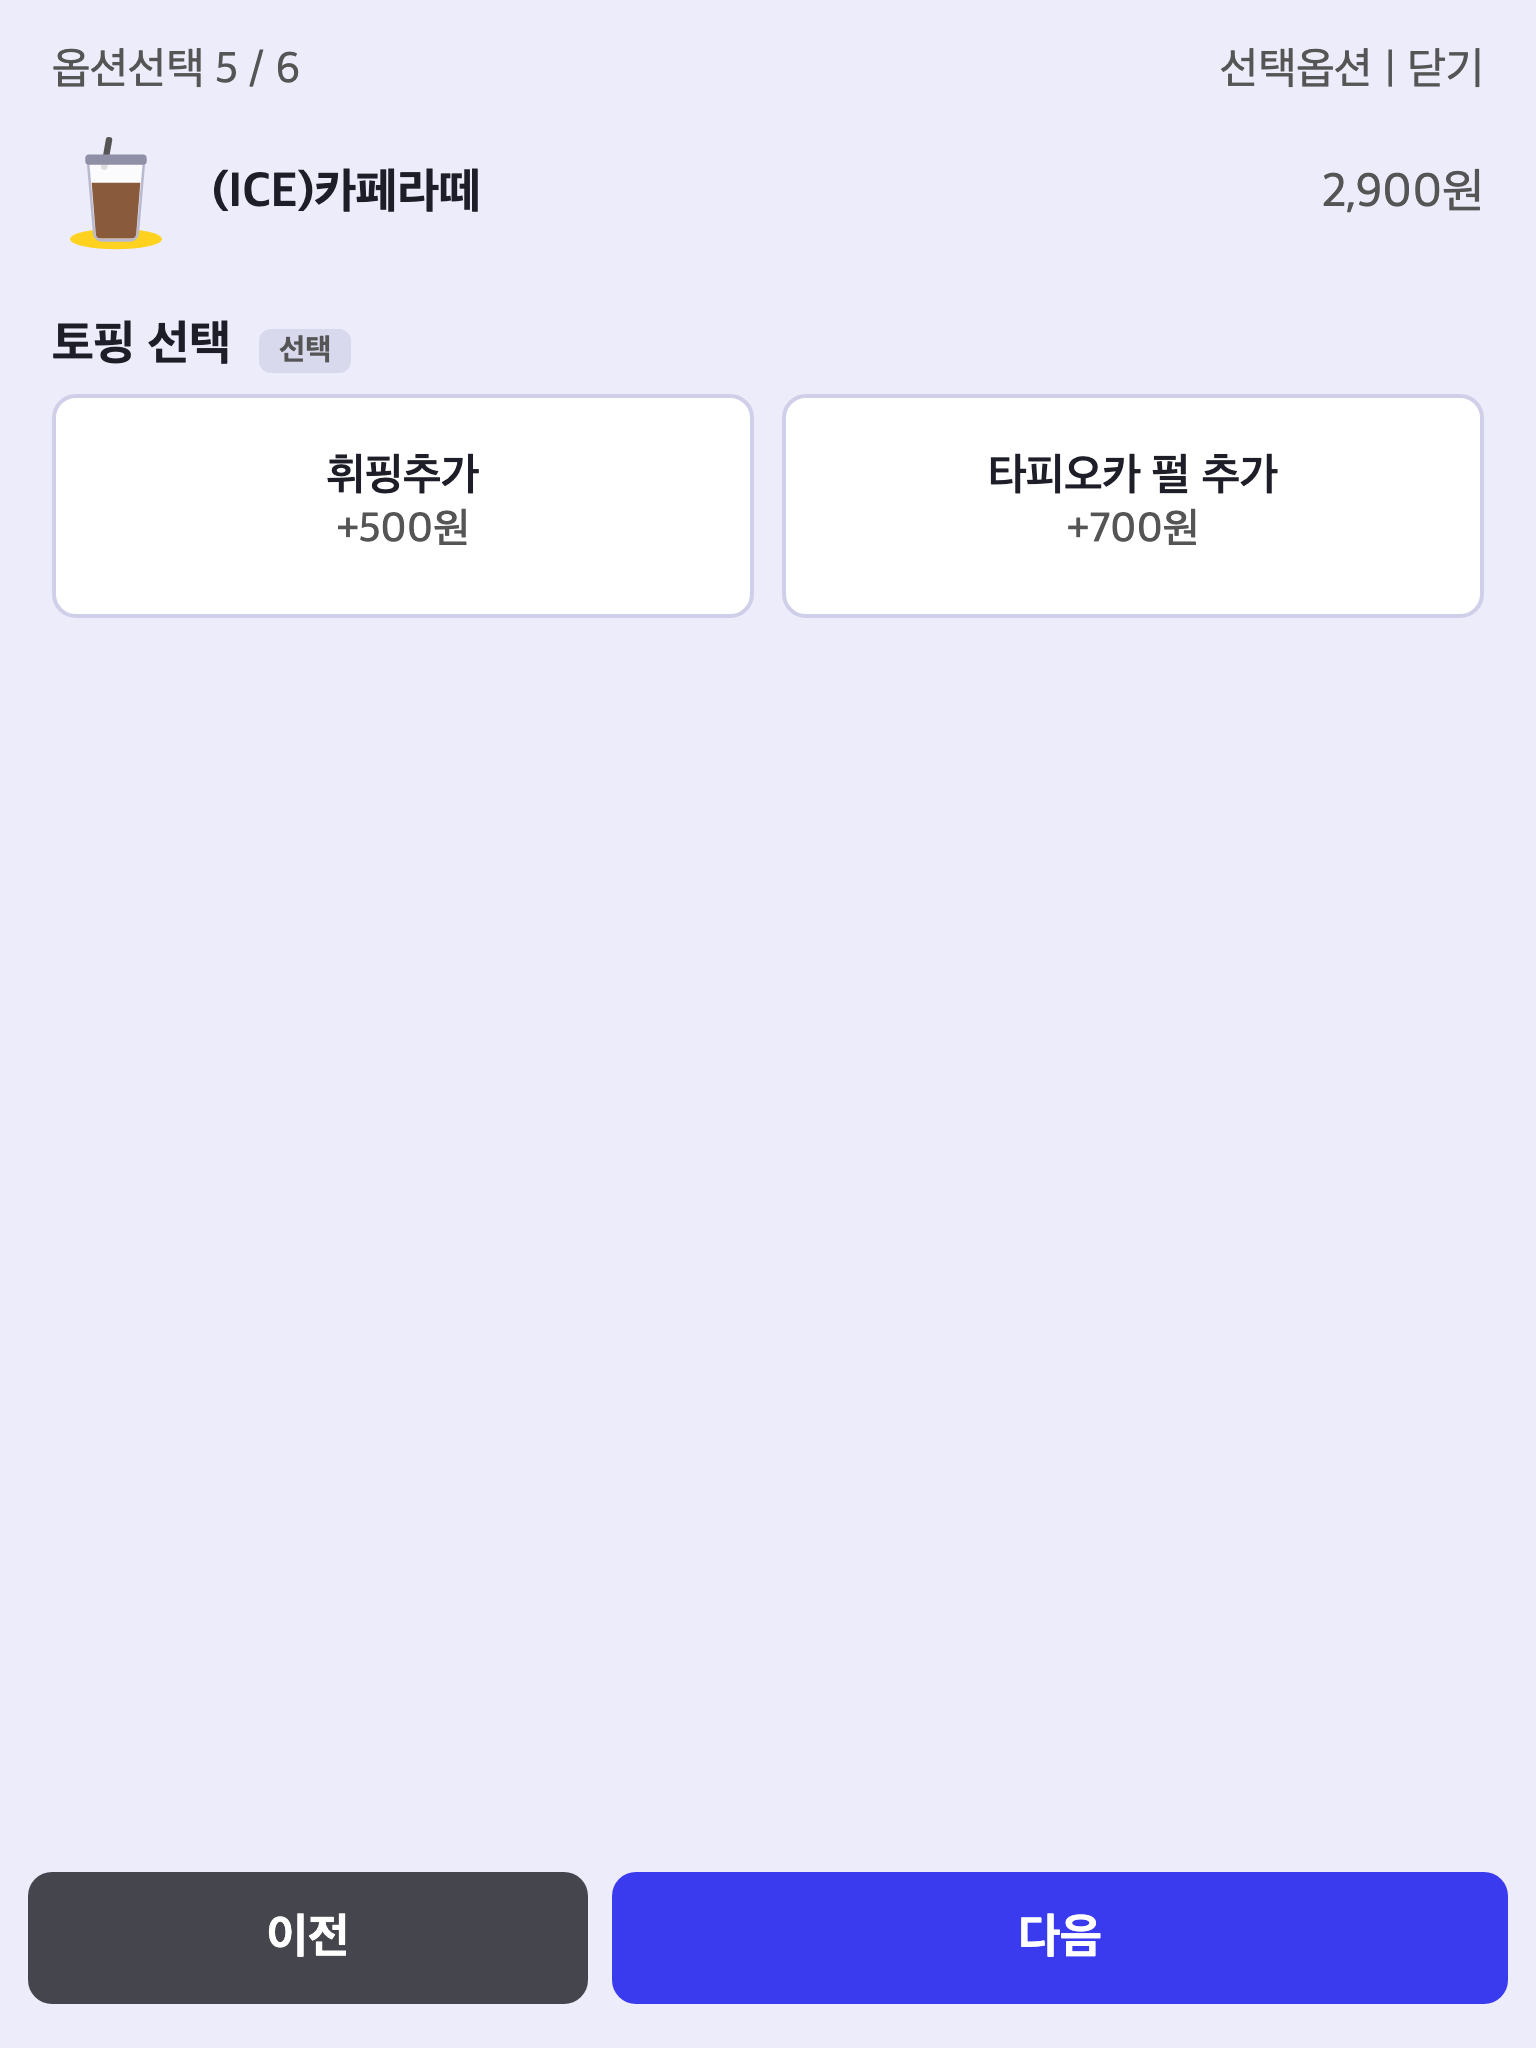 옵션선택 5 / 6
선택옵션 | 닫기
(ICE)카페라떼
2,900원
토핑 선택 선택
휘핑추가
+500원
타피오카 펄 추가
+700원
이전
다음